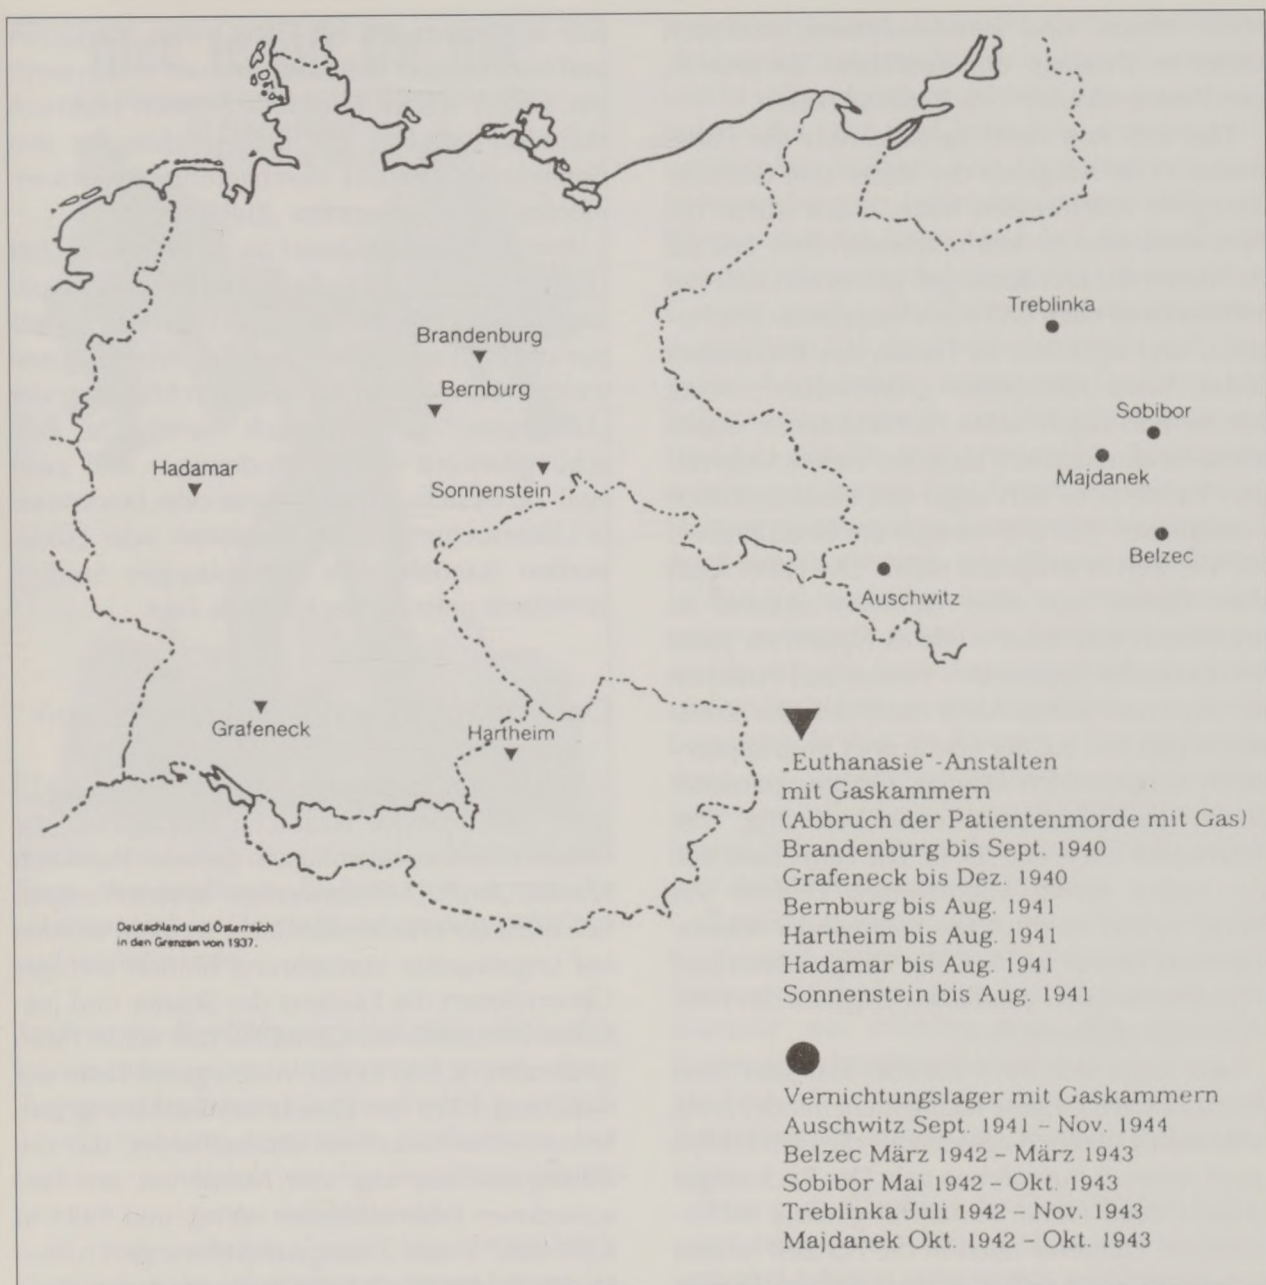 Treblinka
Brandenburg
Bernburg
Sobibor
Hadamar
Sonnenstein
Majdanek
Belzec
Auschwitz
Grafeneck
Hartheim
„Euthanasie“-Anstalten
mit Gaskammern
(Abbruch der Patientenmorde mit Gas)
Brandenburg bis Sept. 1940
Grafeneck bis Dez. 1940
Bernburg bis Aug. 1941
Hartheim bis Aug. 1941
Hadamar bis Aug. 1941
Sonnenstein bis Aug. 1941
Deutschland und Österreich
in den Grenzen von 1937.
Vernichtungslager mit Gaskammern
Auschwitz Sept. 1941 – Nov. 1944
Belzec März 1942 – März 1943
Sobibor Mai 1942 – Okt. 1943
Treblinka Juli 1942 – Nov. 1943
Majdanek Okt. 1942 – Okt. 1943